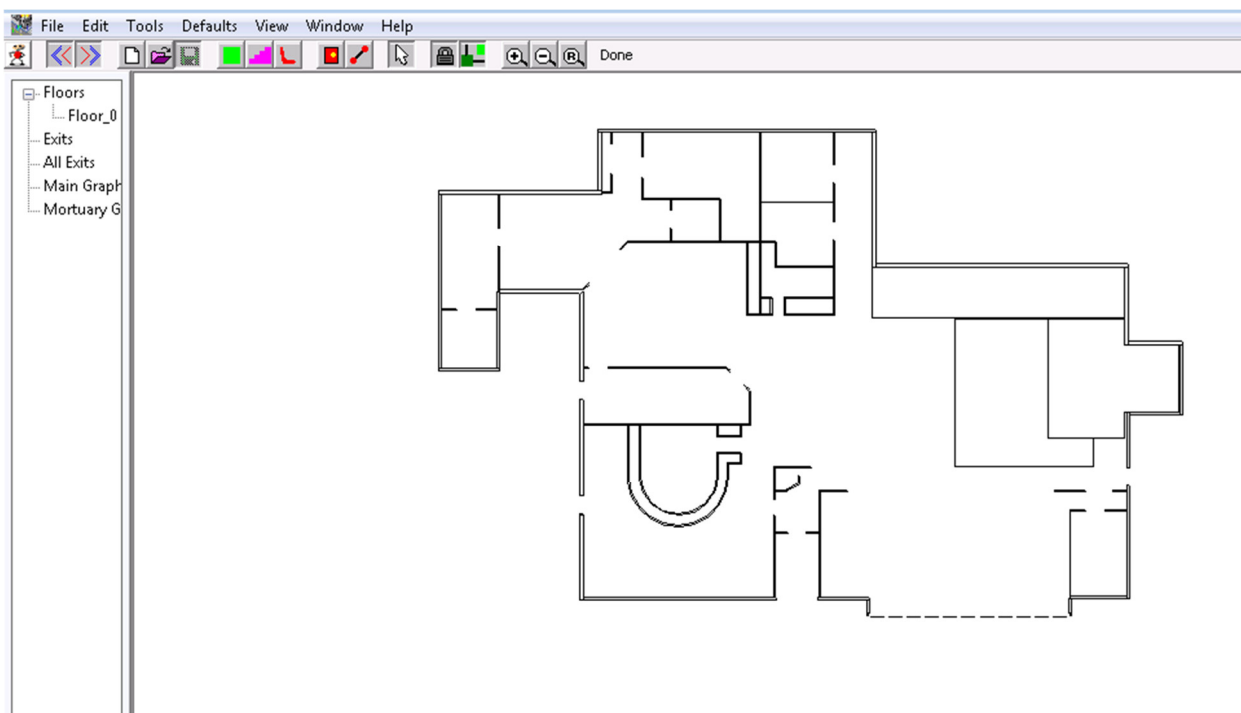 File Edit Tools Defaults View Window Help
R Done
Floors
Floor_0
Exits
All Exits
Main Graph
Mortuary G